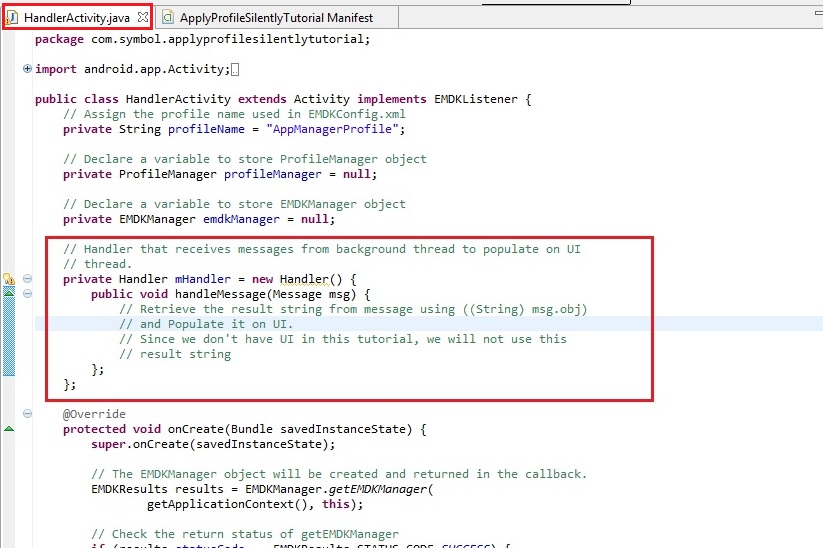 HandlerActivity.java
ApplyProfileSilentlyTutorial Manifest
package com.symbol.applyprofilesilentlytutorial;
import android.app.Activity;
public class HandlerActivity extends Activity implements EMDKListener {
// Assign the profile name used in EMDKConfig.xml
private String profileName = "AppManagerProfile";
// Declare a variable to store ProfileManager object
private ProfileManager profileManager = null;
// Declare a variable to store EMDKManager object
private EMDKManager emdkManager = null;
// Handler that receives messages from background thread to populate on UI
// thread.
private Handler mHandler = new Handler() {
public void handleMessage(Message msg) {
// Retrieve the result string from message using ((String) msg.obj)
// and Populate it on UI.
// Since we don't have UI in this tutorial, we will not use this
// result string
};
};
@Override
protected void onCreate(Bundle savedInstanceState) {
super.onCreate(savedInstanceState);
// The EMDKManager object will be created and returned in the callback.
EMDKResults results = EMDKManager.getEMDKManager(
getApplicationContext(), this);
// Check the return status of getEMDKManager